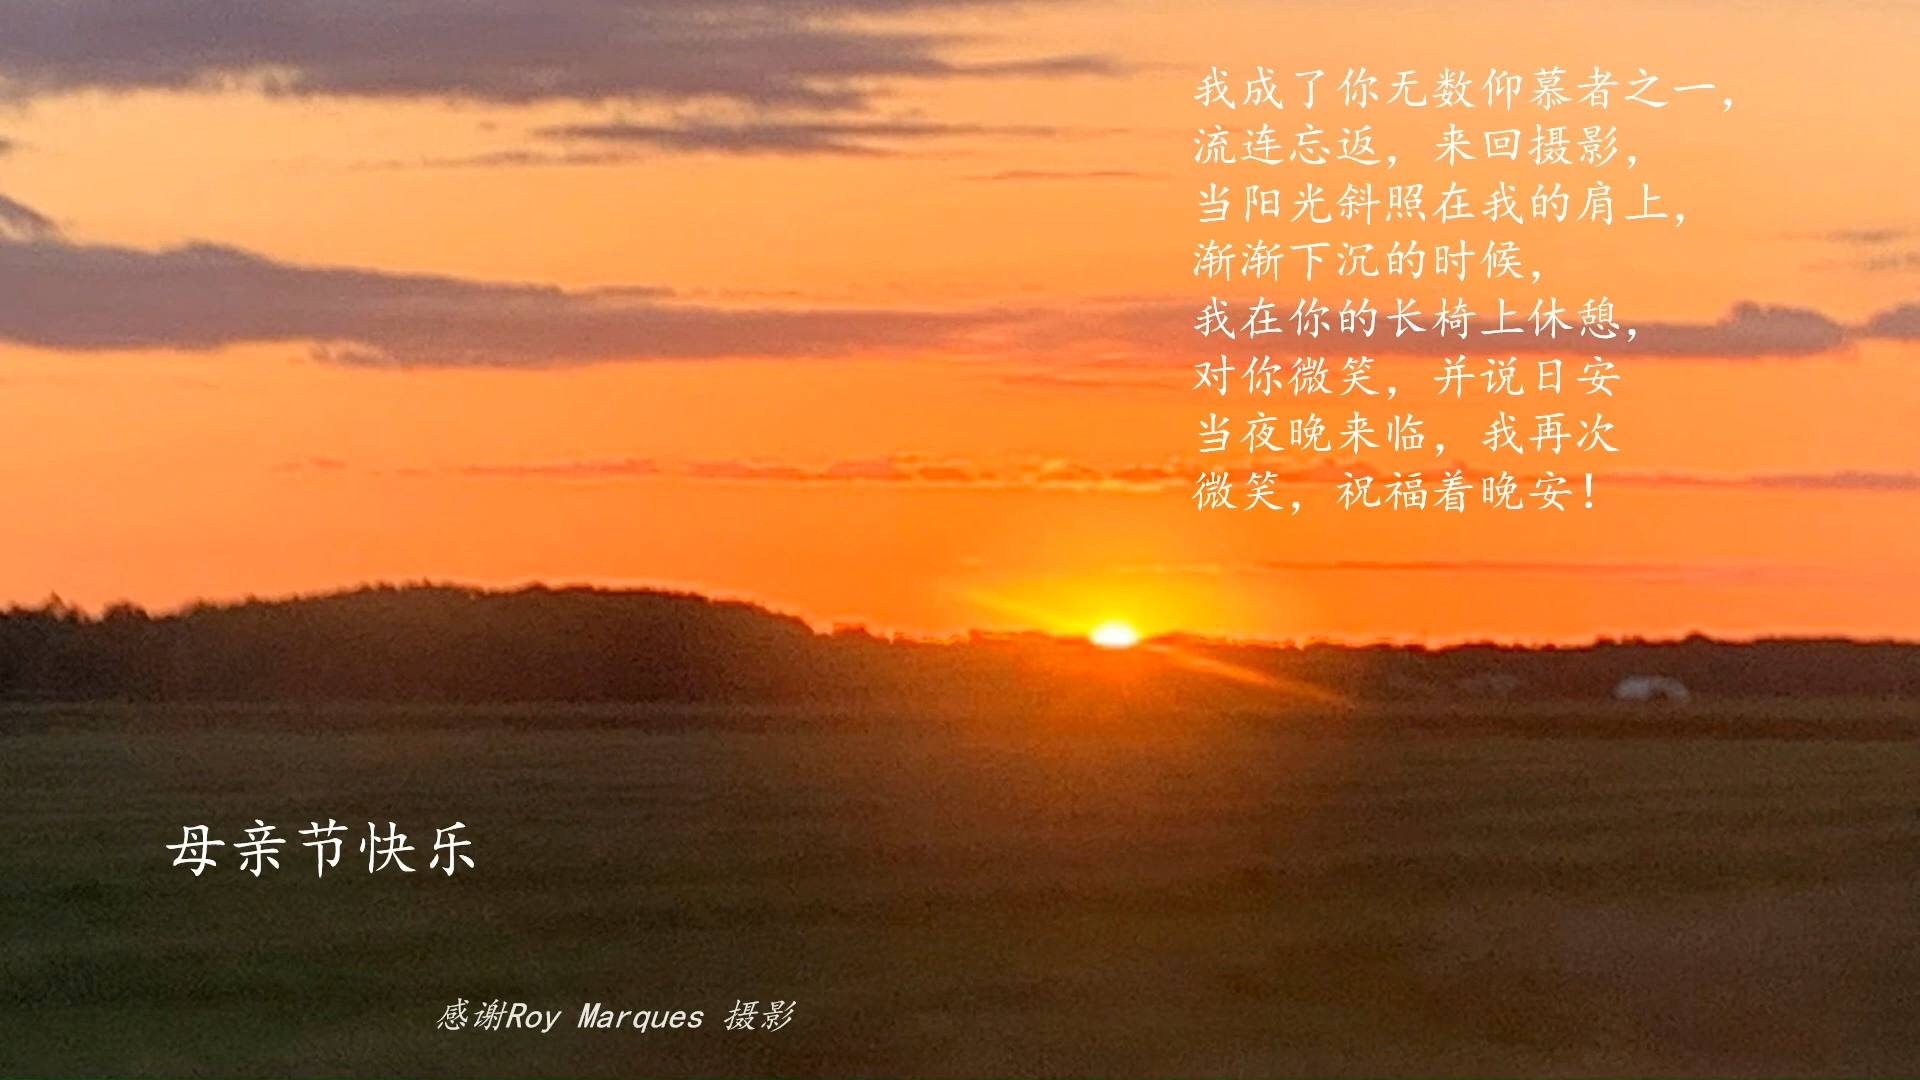 我成了你无数仰慕者之一，
流连忘返，来回摄影，
当阳光斜照在我的肩上，
渐渐下沉的时候，
我在你的长椅上休憩，
对你微笑，并说日安
当夜晚来临，我再次
微笑，祝福着晚安！
母亲节快乐
感谢Roy Marques 摄影